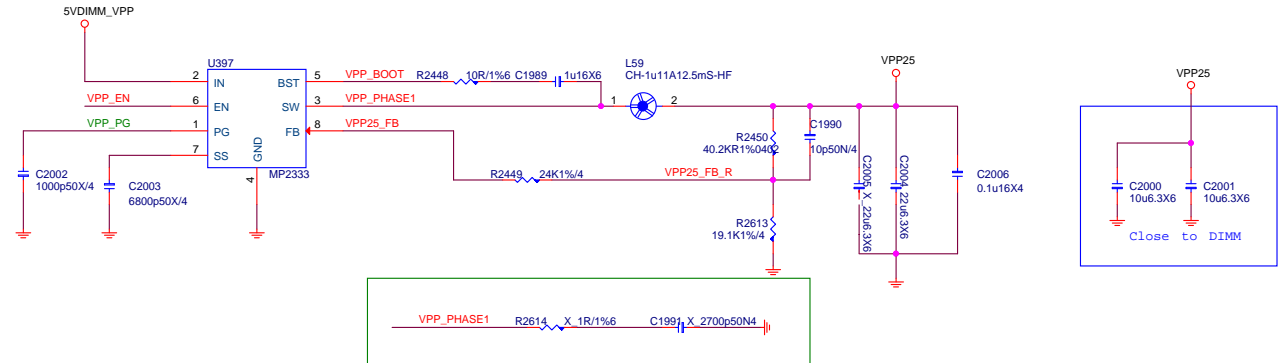 5VDIMM_VPP
U397
2 IN
BST 5
VPP_BOOT
R2448
10R/1%6
C1989
1u16X6
L59
CH-1u11A12.5mS-HF
VPP25
VPP_EN
6 EN
SW 3
VPP_PHASE1
1
2
VPP_PG
1 PG
FB 8
VPP25_FB
7 SS
GND
4
MP2333
C2002
1000p50X/4
C2003
6800p50X/4
R2449
24K1%/4
VPP25_FB_R
R2450
40.2KR1%0402
C1990
10p50N/4
R2613
19.1K1%/4
C2005 X_22u6.3X6
C2004 22u6.3X6
C2006
0.1u16X4
VPP25
C2000
10u6.3X6
C2001
10u6.3X6
Close to DIMM
VPP_PHASE1
R2614
X_1R/1%6
C1991
X_2700p50N4